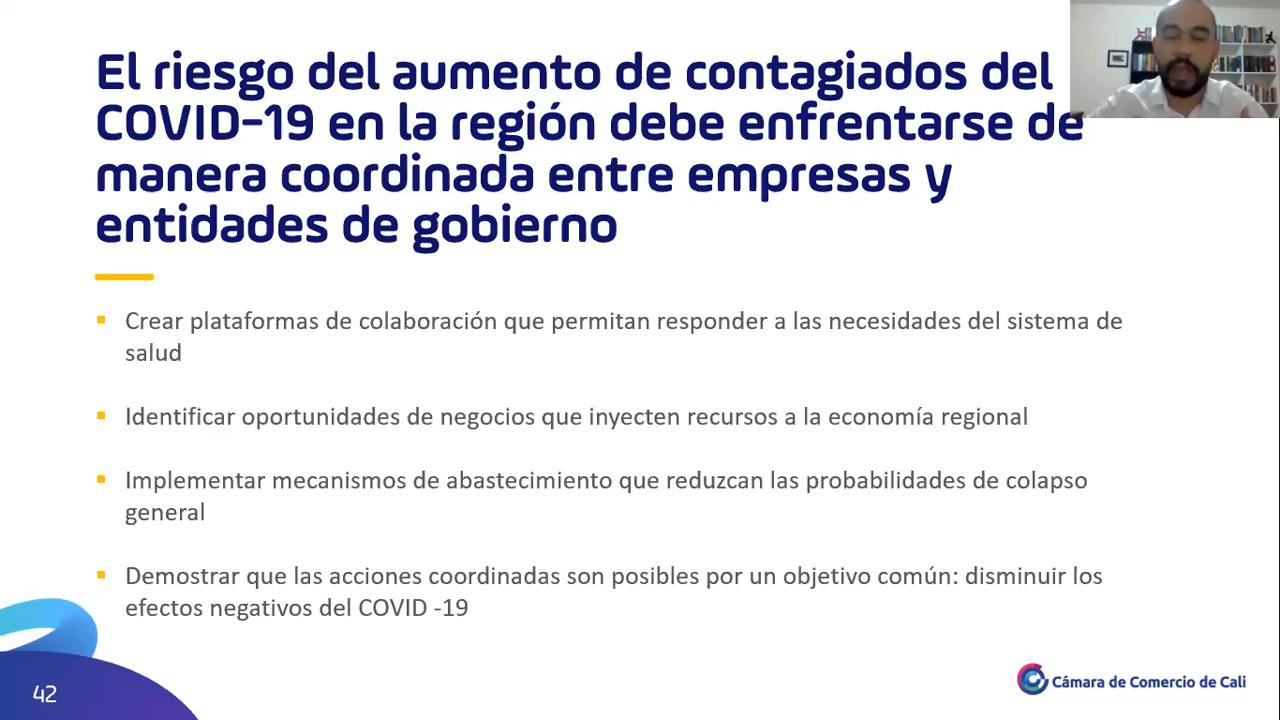 El riesgo del aumento de contagiados del
COVID-19 en la región debe enfrentarse de
manera coordinada entre empresas y
entidades de gobierno
Crear plataformas de colaboración que permitan responder a las necesidades del sistema de
salud
Identificar oportunidades de negocios que inyecten recursos a la economía regional
Implementar mecanismos de abastecimiento que reduzcan las probabilidades de colapso
general
Demostrar que las acciones coordinadas son posibles por un objetivo común: disminuir los
efectos negativos del COVID -19
42
Cámara de Comercio de Cali